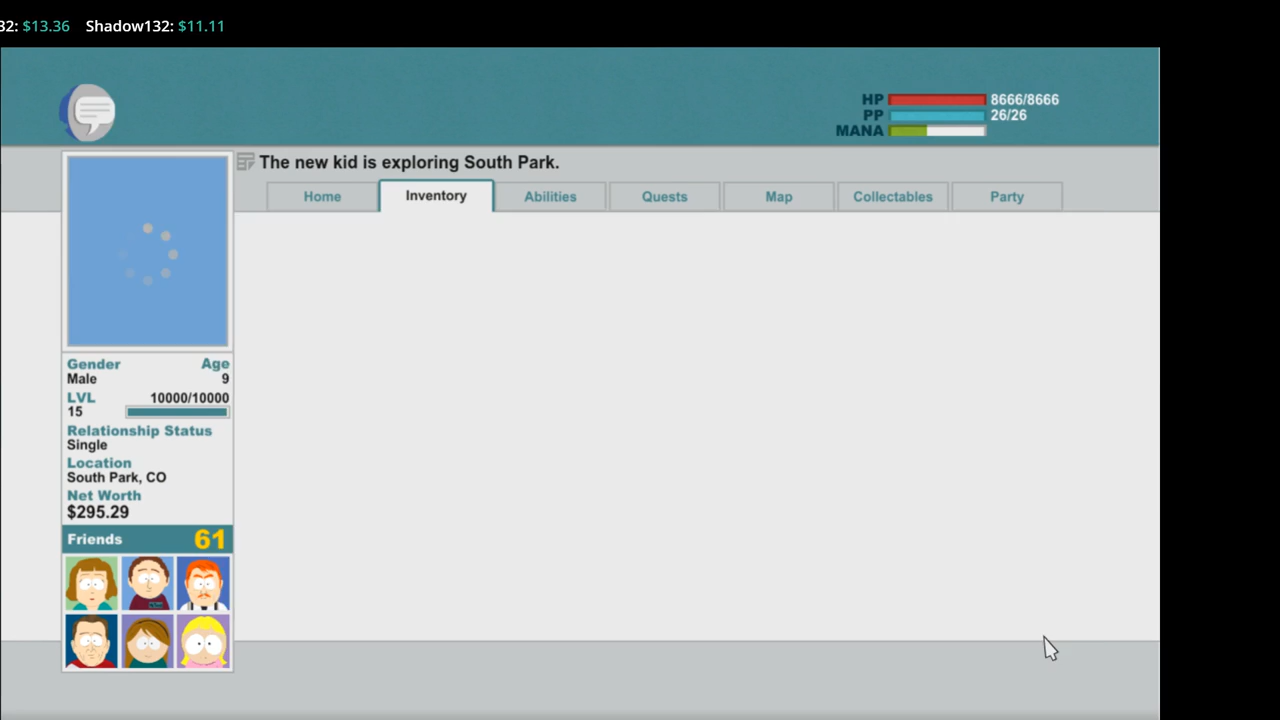 32: $13.36 Shadow132: $11.11
HP 8666/8666
PP 26/26
MANA
The new kid is exploring South Park.
Home Inventory Abilities Quests Map Collectables Party
Gender Age
Male 9
LVL 10000/10000
15
Relationship Status
Single
Location
South Park, CO
Net Worth
$295.29
Friends 61